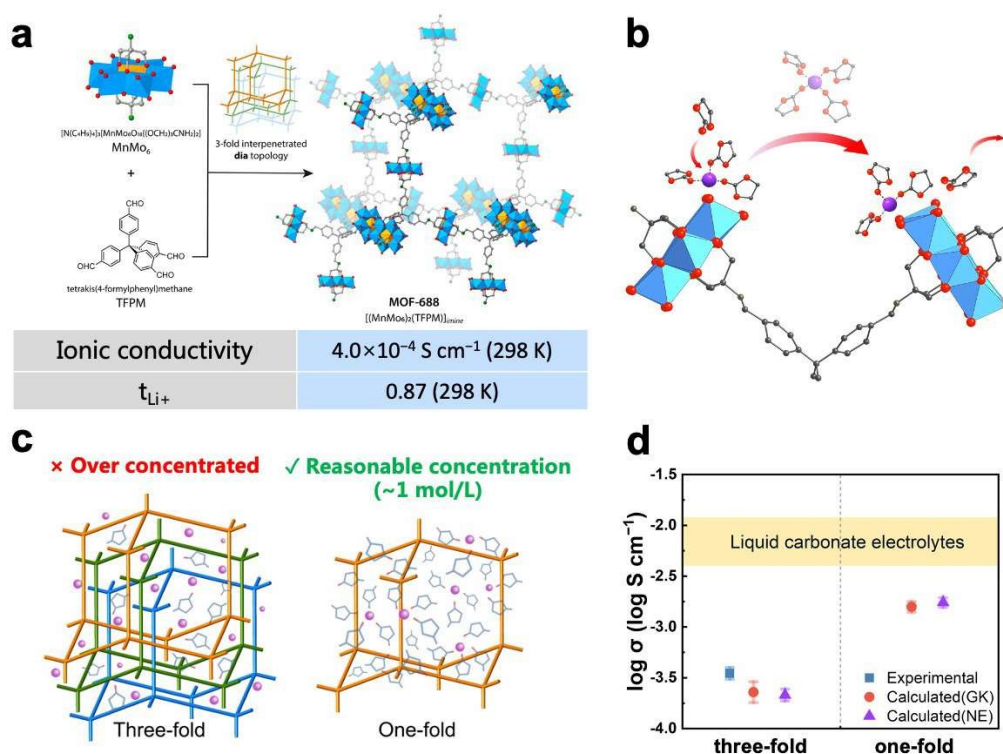 a
[N(C₄H₉)₄]₃[MnMo₆O₁₈{(OCH₂)₃CNH₂}₂]
MnMo₆
+
CHO
OHC
CHO
CHO
tetrakis(4-formylphenyl)methane
TFPM
3-fold interpenetrated
dia topology
MOF-688
[(MnMo₆)₂(TFPM)]imine
Ionic conductivity
4.0×10⁻⁴ S cm⁻¹ (298 K)
tLi+
0.87 (298 K)
b
c
× Over concentrated
✓ Reasonable concentration
(~1 mol/L)
Three-fold
One-fold
d
log σ (log S cm⁻¹)
-1.5
-2.0
-2.5
-3.0
-3.5
-4.0
Liquid carbonate electrolytes
Experimental
Calculated(GK)
Calculated(NE)
three-fold
one-fold